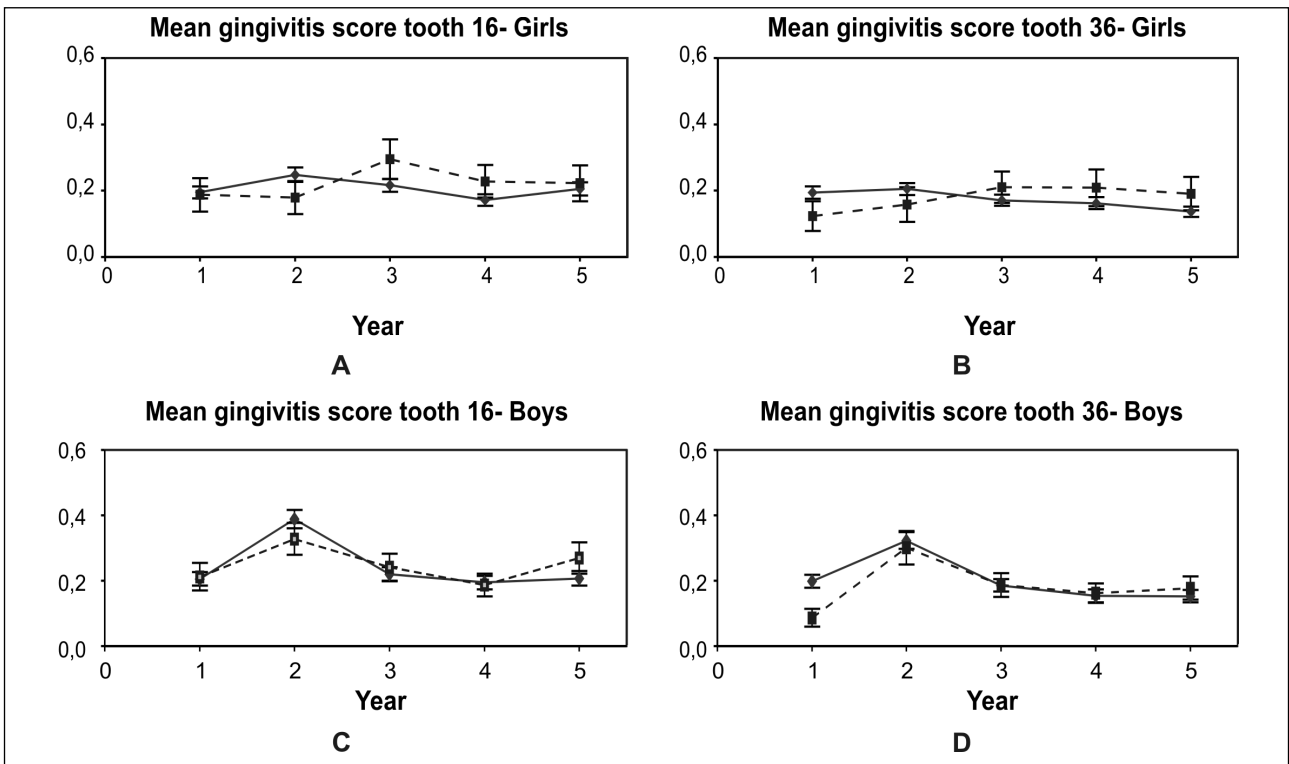 Mean gingivitis score tooth 16- Girls
0,6
0,4
0,2
0,0
0 1 2 3 4 5
Year
A
Mean gingivitis score tooth 36- Girls
0,6
0,4
0,2
0,0
0 1 2 3 4 5
Year
B
Mean gingivitis score tooth 16- Boys
0,6
0,4
0,2
0,0
0 1 2 3 4 5
Year
C
Mean gingivitis score tooth 36- Boys
0,6
0,4
0,2
0,0
0 1 2 3 4 5
Year
D